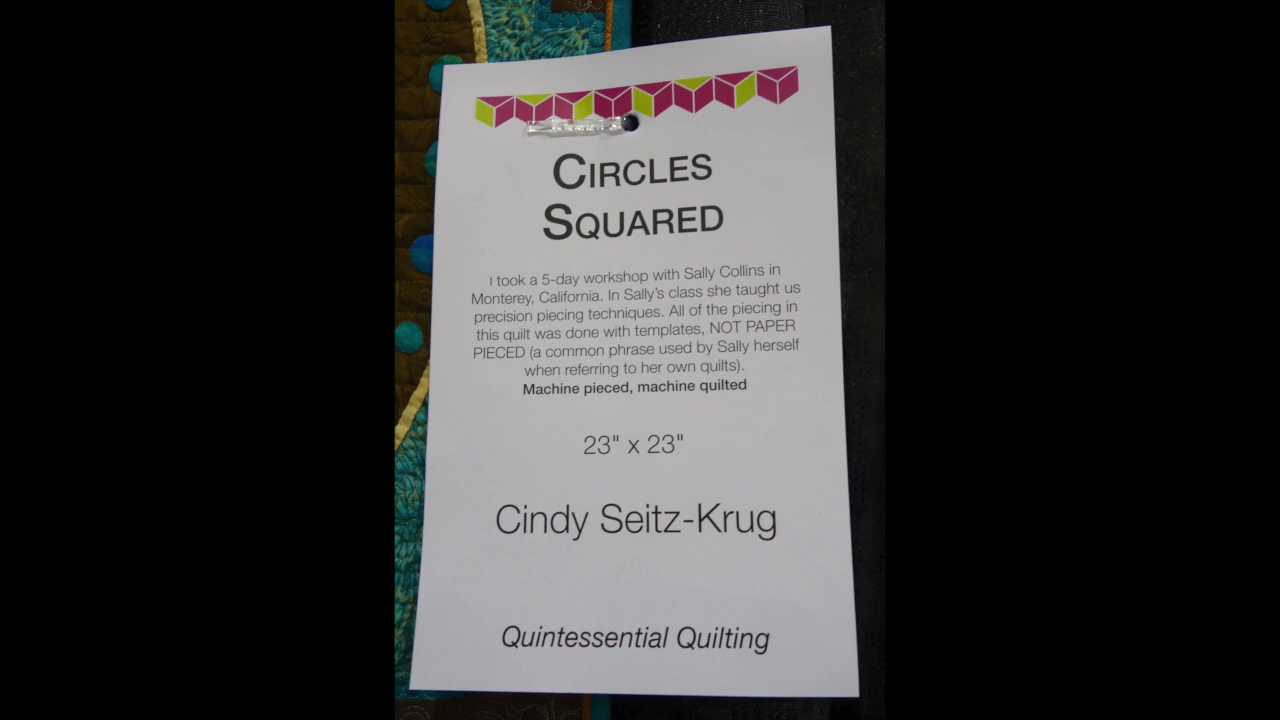 CIRCLES
SQUARED
I took a 5-day workshop with Sally Collins in
Monterey, California. In Sally's class she taught us
precision piecing techniques. All of the piecing in
this quilt was done with templates, NOT PAPER
PIECED (a common phrase used by Sally herself
when referring to her own quilts).
Machine pieced, machine quilted
23" x 23"
Cindy Seitz-Krug
Quintessential Quilting